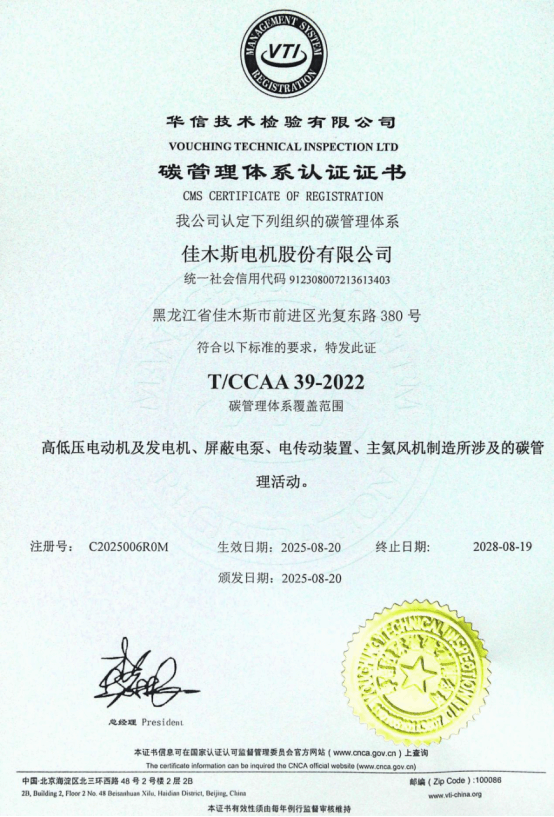 MANAGEMENT SYSTEM
VTI
REGISTRATION
华信技术检验有限公司
VOUCHING TECHNICAL INSPECTION LTD
碳管理体系认证证书
CMS CERTIFICATE OF REGISTRATION
我公司认定下列组织的碳管理体系
佳木斯电机股份有限公司
统一社会信用代码 912308007213613403
黑龙江省佳木斯市前进区光复东路 380 号
符合以下标准的要求，特发此证
T/CCAA 39-2022
碳管理体系覆盖范围
高低压电动机及发电机、屏蔽电泵、电传动装置、主氦风机制造所涉及的碳管
理活动。
注册号： C2025006R0M 生效日期：2025-08-20 终止日期: 2028-08-19
颁发日期：2025-08-20
总经理 President
本证书信息可在国家认证认可监督管理委员会官方网站（www.cnca.gov.cn）上查询
The certificate information can be inquired the CNCA official website (www.cnca.gov.cn)
中国·北京海淀区北三环西路 48 号 2 号楼 2 层 2B 邮编（Zip Code）:100086
2B, Building 2, Floor 2 No. 48 Beisanhuan Xilu, Haidian District, Beijing, China www.vti-china.org
本证书有效性须由每年例行监督审核维持